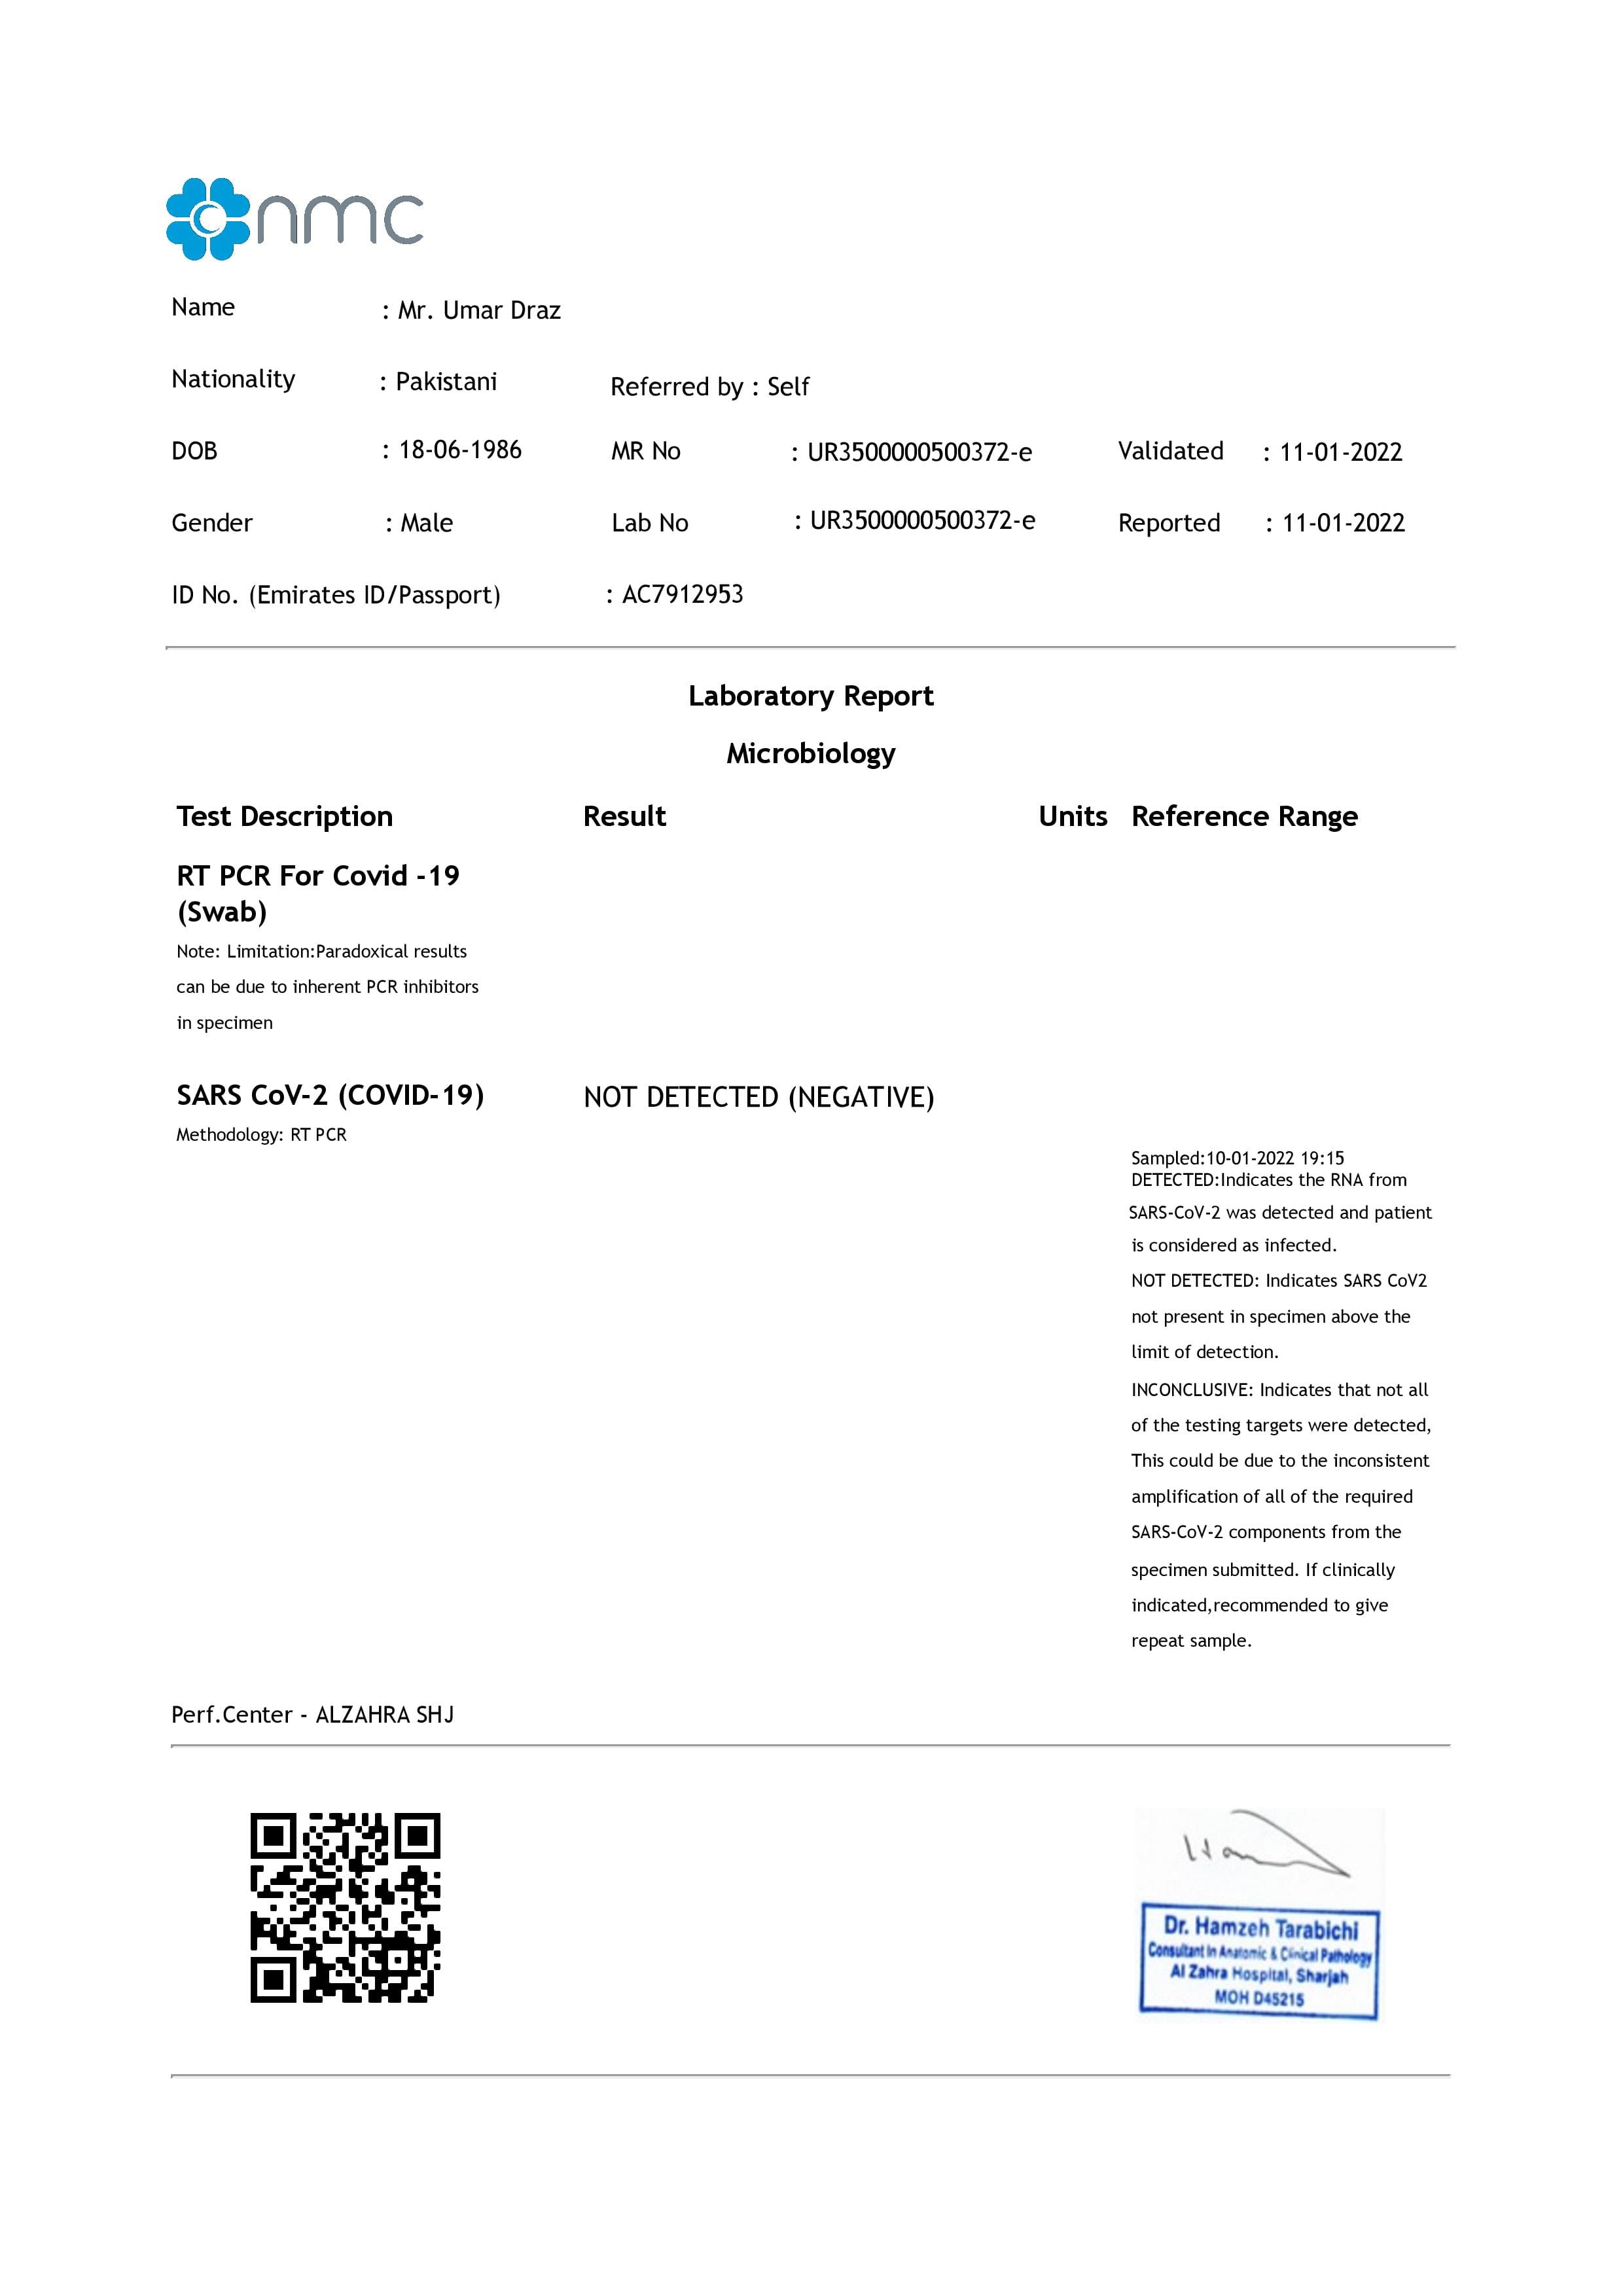 nmc
Name : Mr. Umar Draz
Nationality : Pakistani Referred by : Self
DOB : 18-06-1986 MR No : UR3500000500372-e Validated : 11-01-2022
Gender : Male Lab No : UR3500000500372-e Reported : 11-01-2022
ID No. (Emirates ID/Passport) : AC7912953
Laboratory Report
Microbiology
Test Description Result Units Reference Range
RT PCR For Covid -19
(Swab)
Note: Limitation:Paradoxical results
can be due to inherent PCR inhibitors
in specimen
SARS CoV-2 (COVID-19) NOT DETECTED (NEGATIVE)
Methodology: RT PCR
Sampled:10-01-2022 19:15
DETECTED:Indicates the RNA from
SARS-CoV-2 was detected and patient
is considered as infected.
NOT DETECTED: Indicates SARS CoV2
not present in specimen above the
limit of detection.
INCONCLUSIVE: Indicates that not all
of the testing targets were detected,
This could be due to the inconsistent
amplification of all of the required
SARS-CoV-2 components from the
specimen submitted. If clinically
indicated,recommended to give
repeat sample.
Perf.Center - ALZAHRA SHJ
Dr. Hamzeh Tarabichi
Consultant in Anatomic & Clinical Pathology
Al Zahra Hospital, Sharjah
MOH D45215